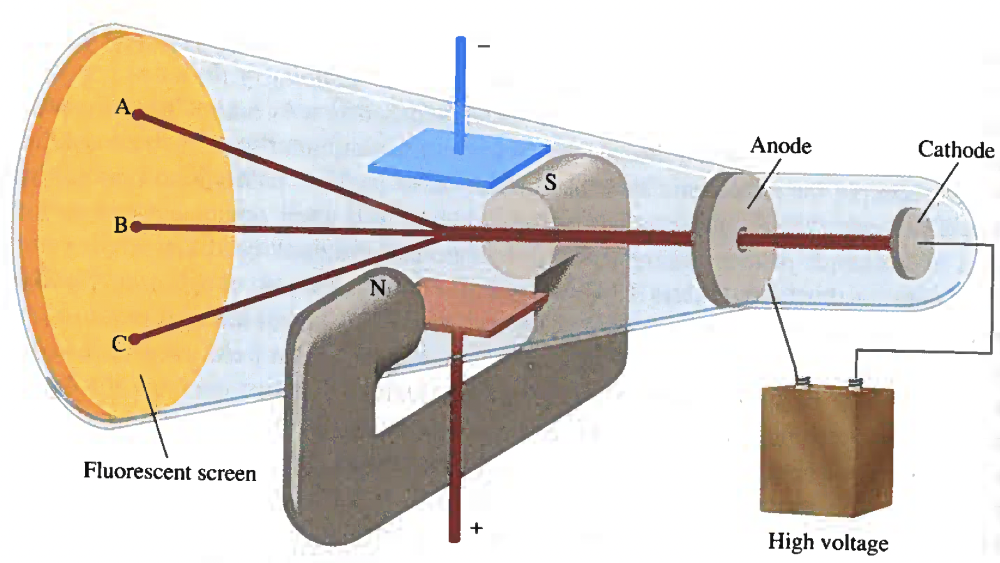 −
A
Anode
Cathode
S
B
N
C
Fluorescent screen
+
High voltage